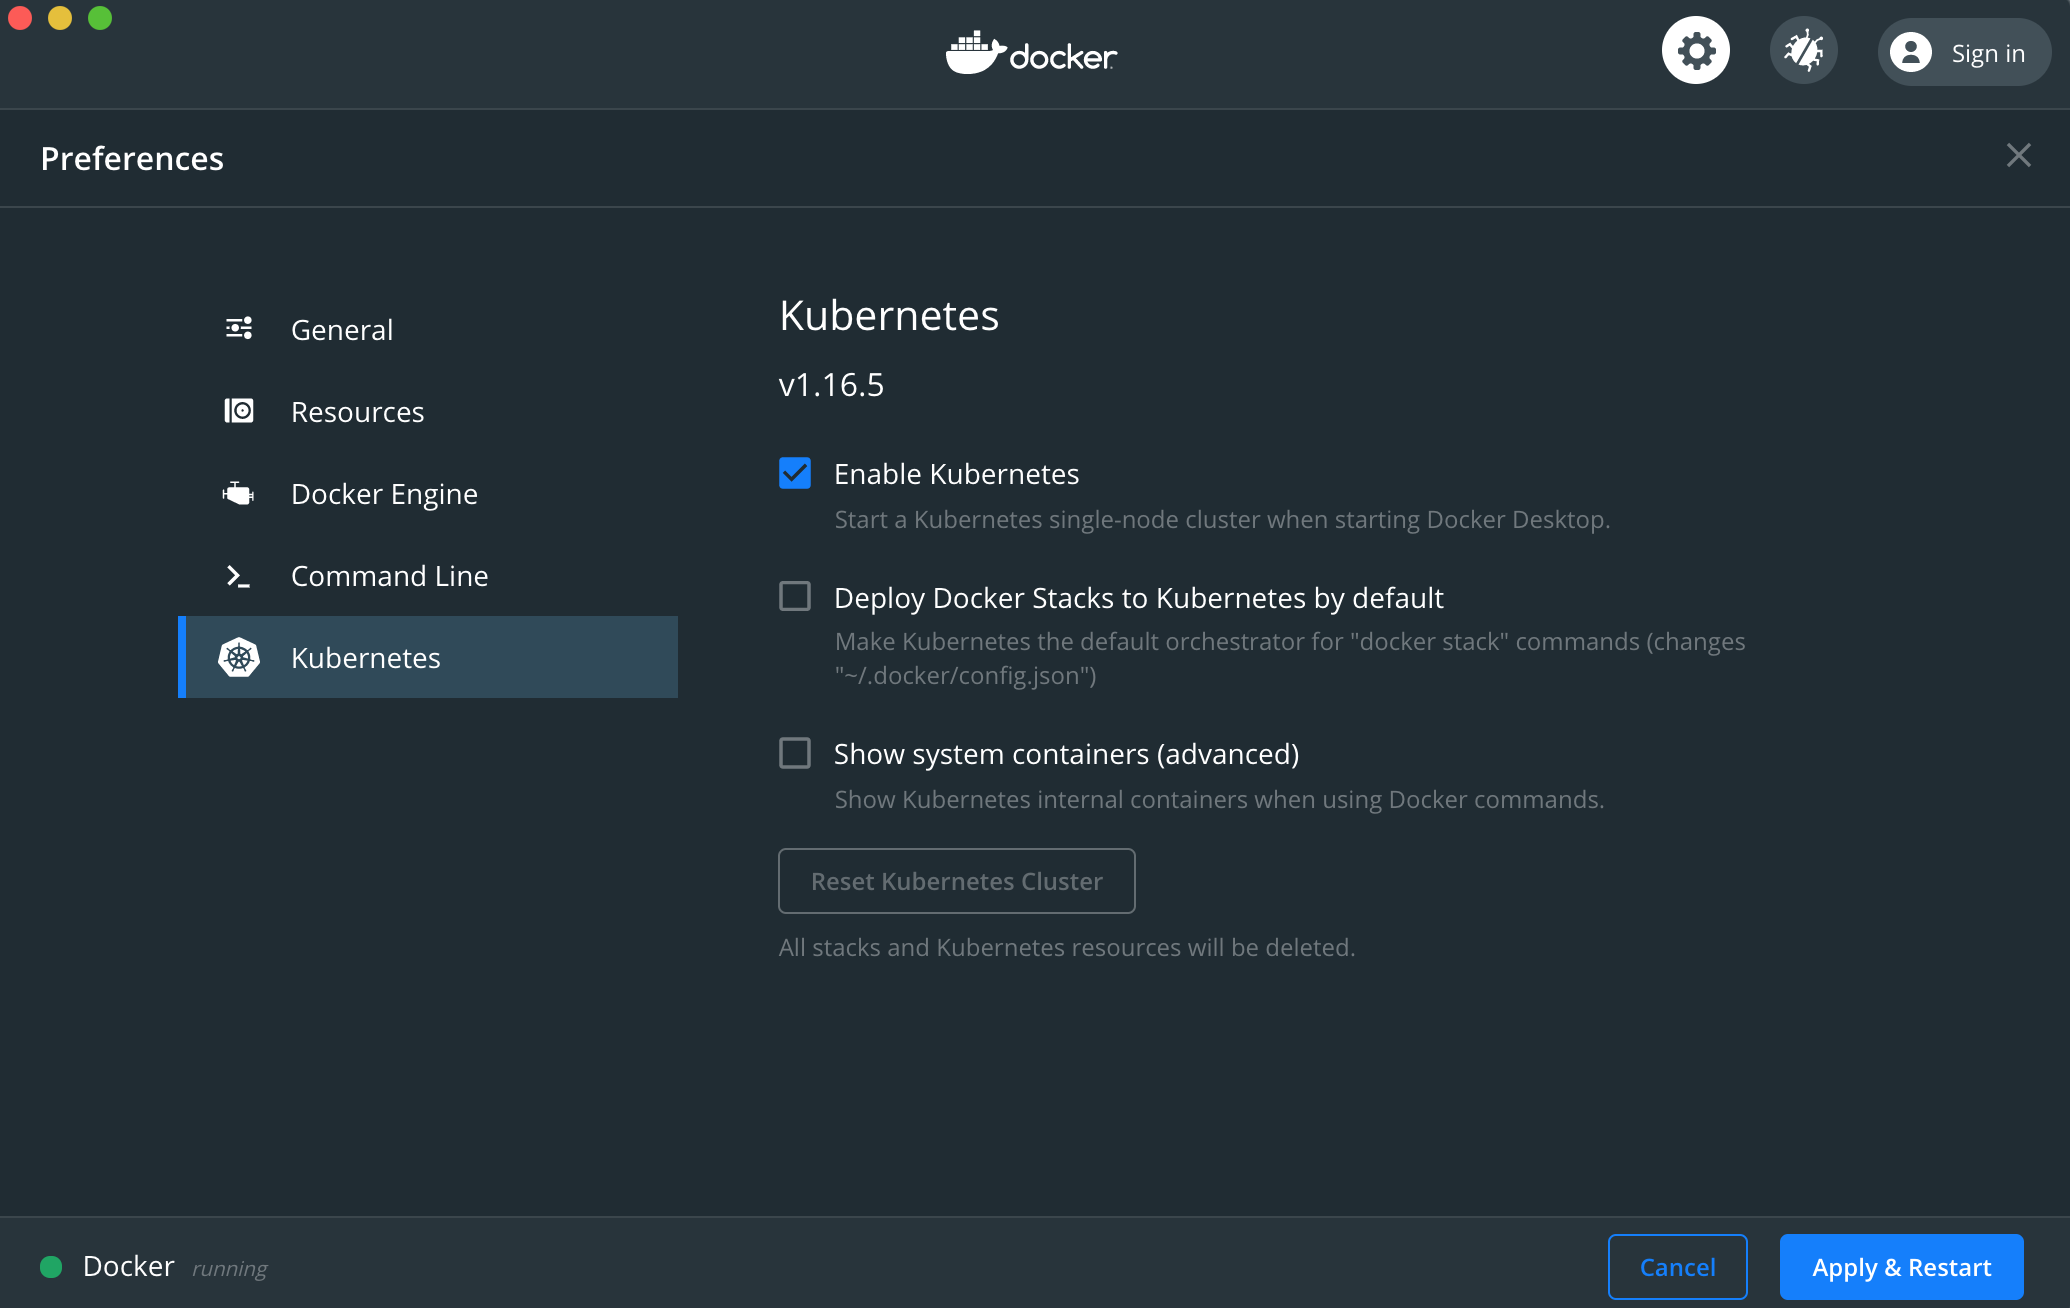 docker
Sign in
Preferences
General
Resources
Docker Engine
Command Line
Kubernetes
Kubernetes
v1.16.5
Enable Kubernetes
Start a Kubernetes single-node cluster when starting Docker Desktop.
Deploy Docker Stacks to Kubernetes by default
Make Kubernetes the default orchestrator for "docker stack" commands (changes
"~/.docker/config.json")
Show system containers (advanced)
Show Kubernetes internal containers when using Docker commands.
Reset Kubernetes Cluster
All stacks and Kubernetes resources will be deleted.
Docker running
Cancel
Apply & Restart